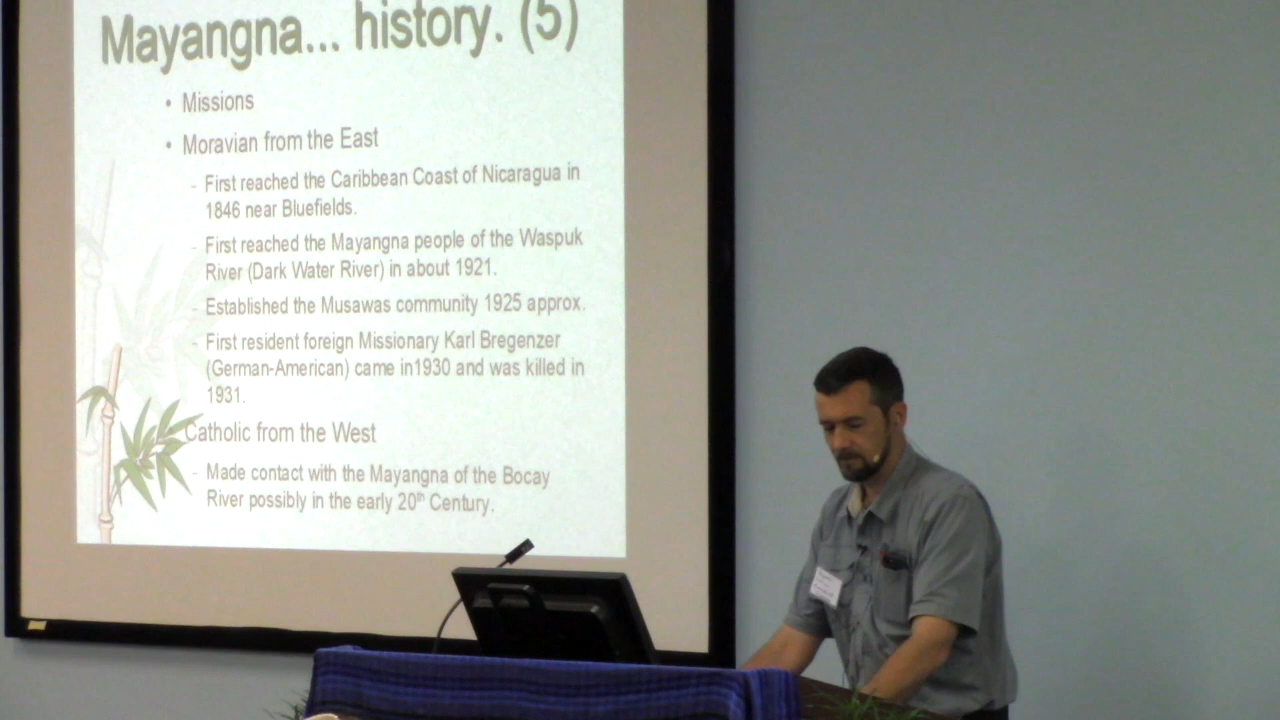 Mayangna... history. (5)
• Missions
• Moravian from the East
- First reached the Caribbean Coast of Nicaragua in
1846 near Bluefields.
- First reached the Mayangna people of the Waspuk
River (Dark Water River) in about 1921.
- Established the Musawas community 1925 approx.
- First resident foreign Missionary Karl Bregenzer
(German-American) came in1930 and was killed in
1931.
Catholic from the West
- Made contact with the Mayangna of the Bocay
River possibly in the early 20th Century.